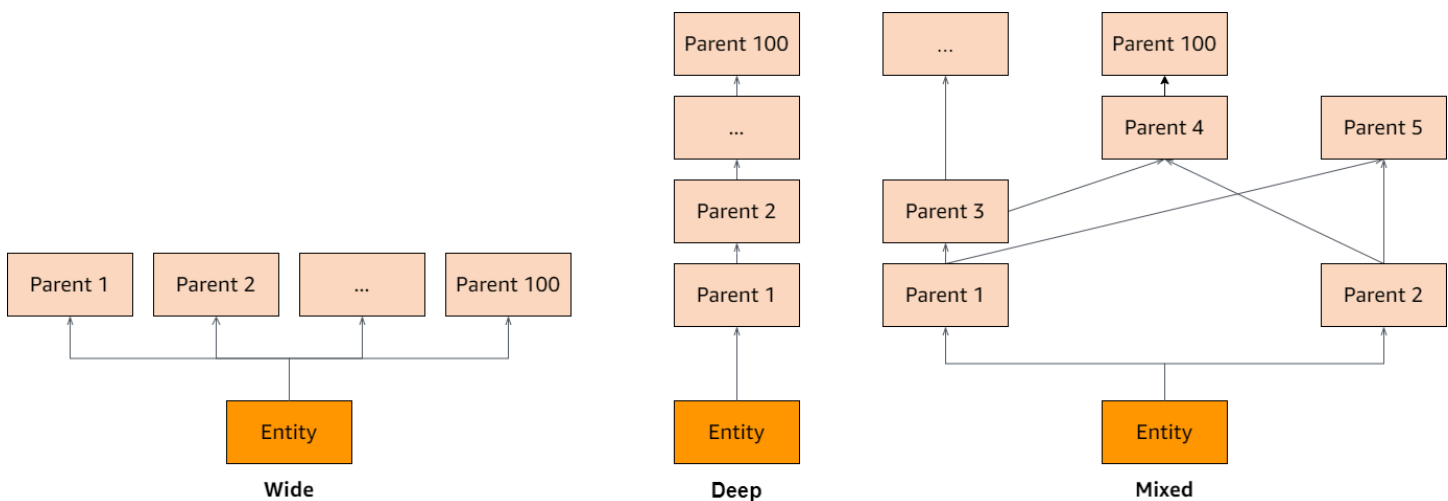 Parent 1
Parent 2
...
Parent 100
Entity
Wide
Parent 100
...
Parent 2
Parent 1
Entity
Deep
...
Parent 100
Parent 4
Parent 5
Parent 3
Parent 1
Parent 2
Entity
Mixed